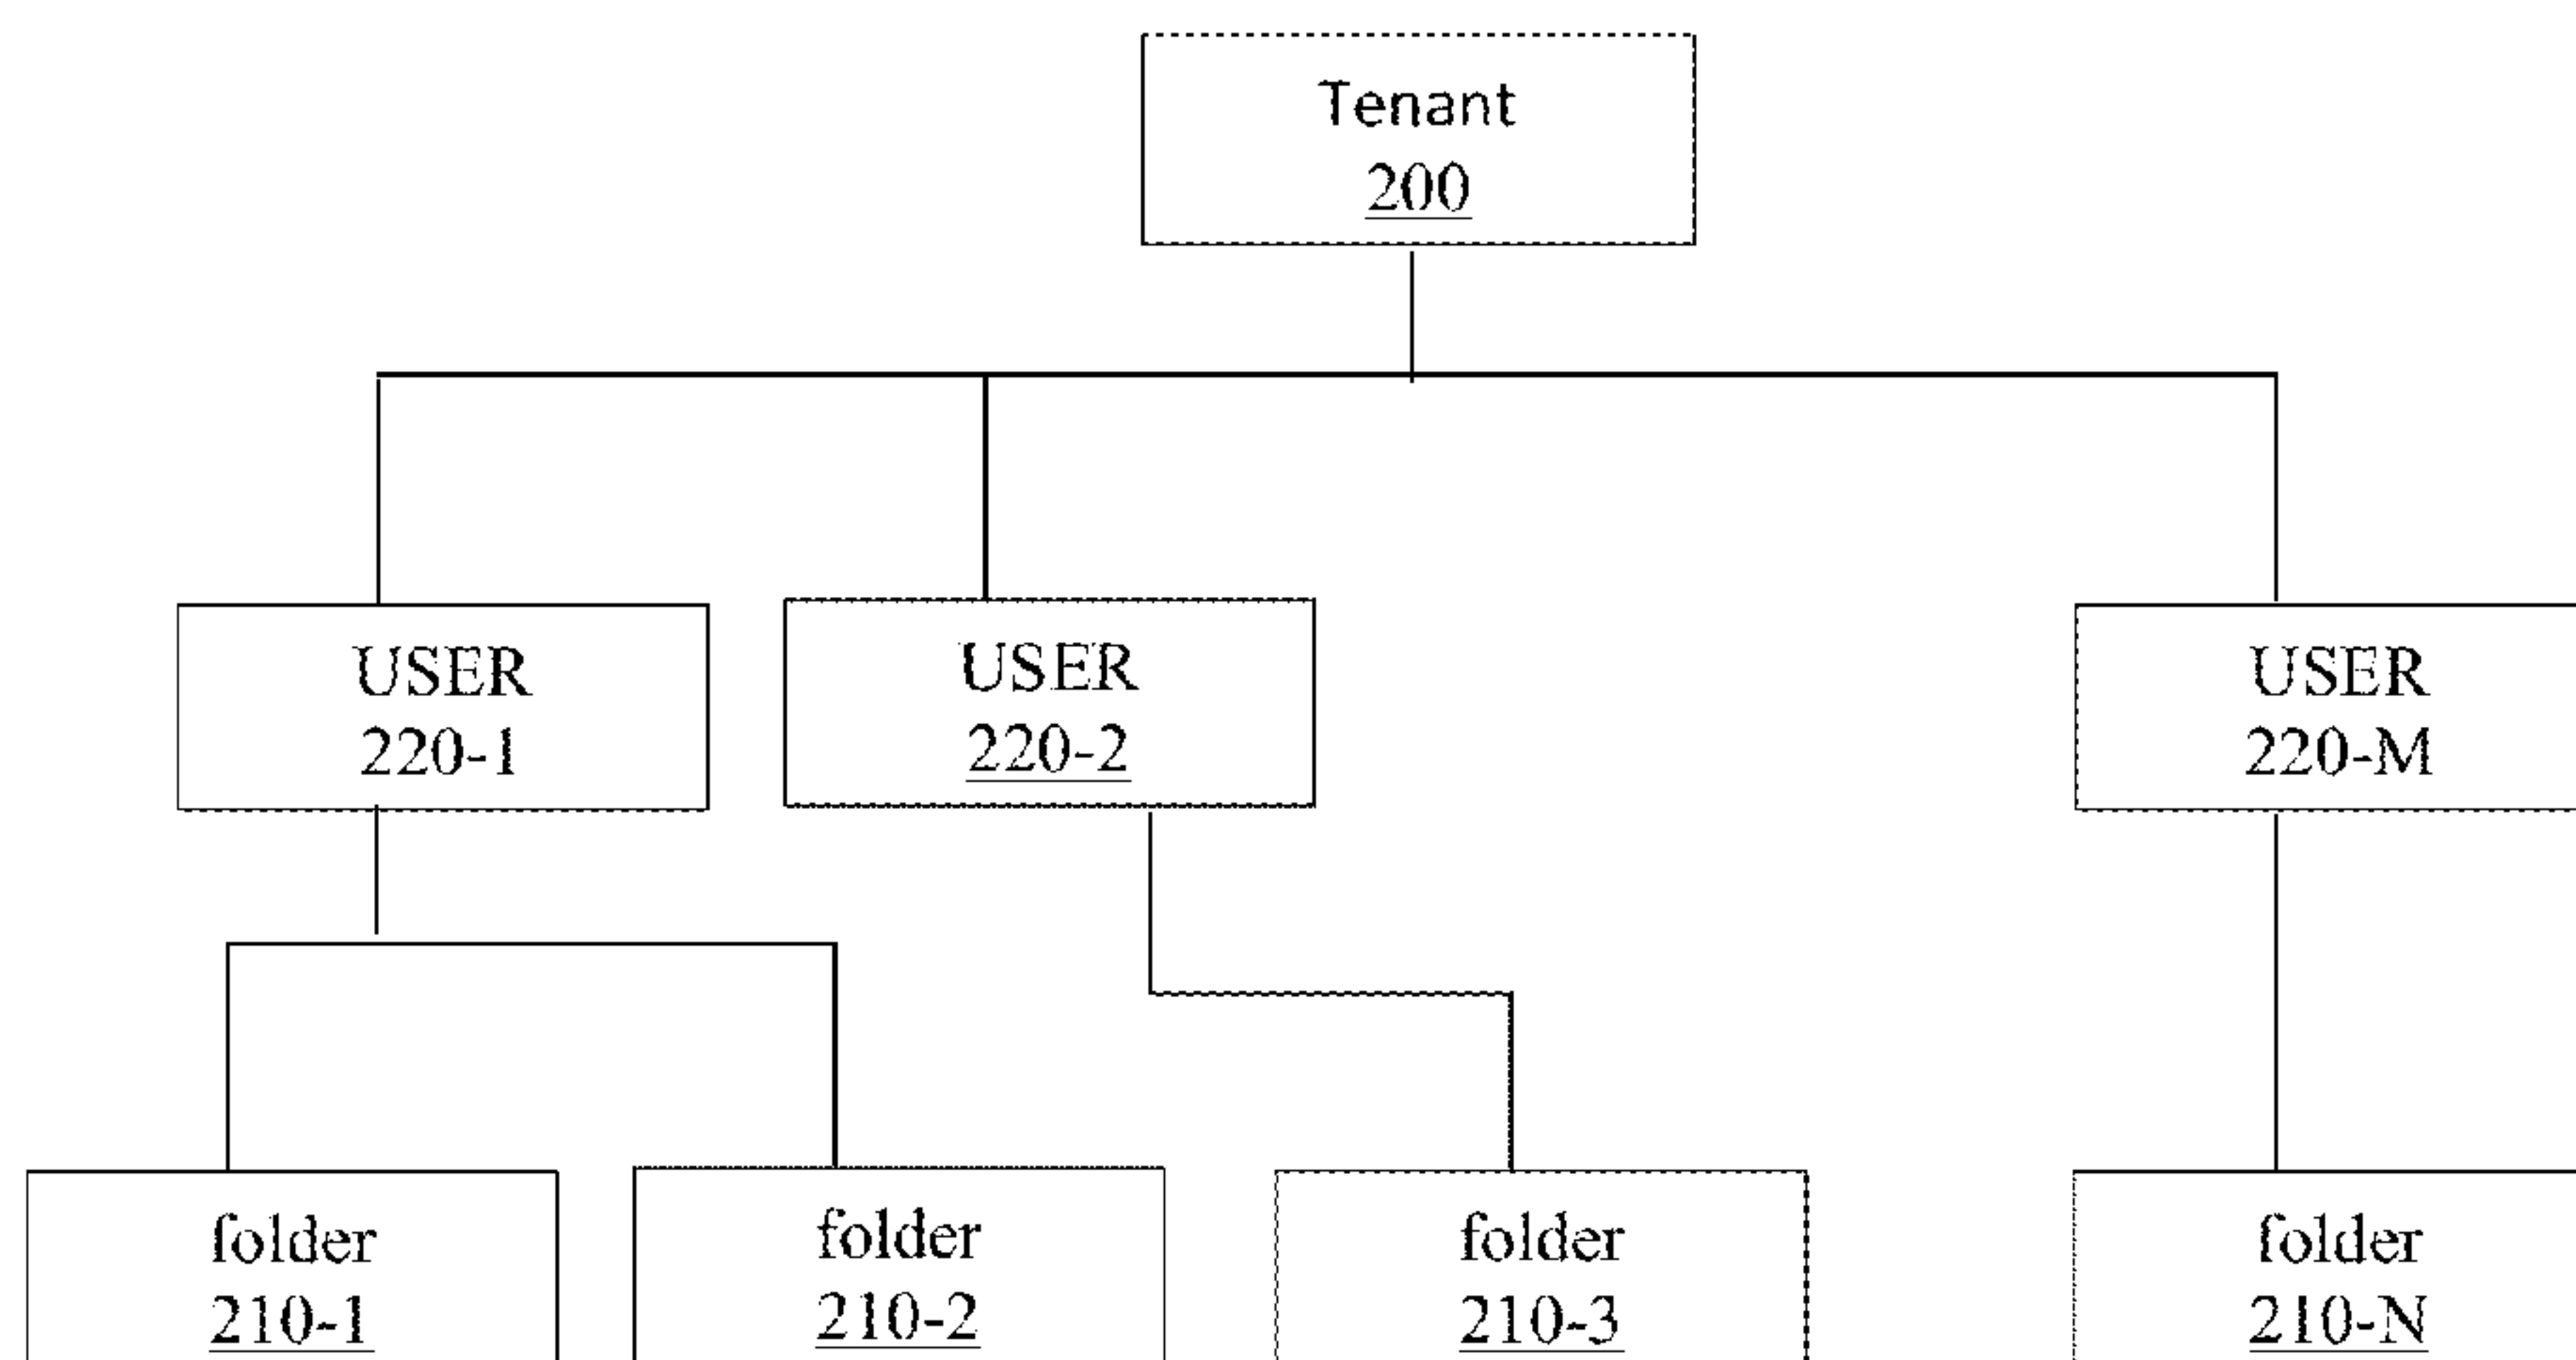 Tenant
200
USER
220-1
USER
220-2
USER
220-M
folder
210-1
folder
210-2
folder
210-3
folder
210-N